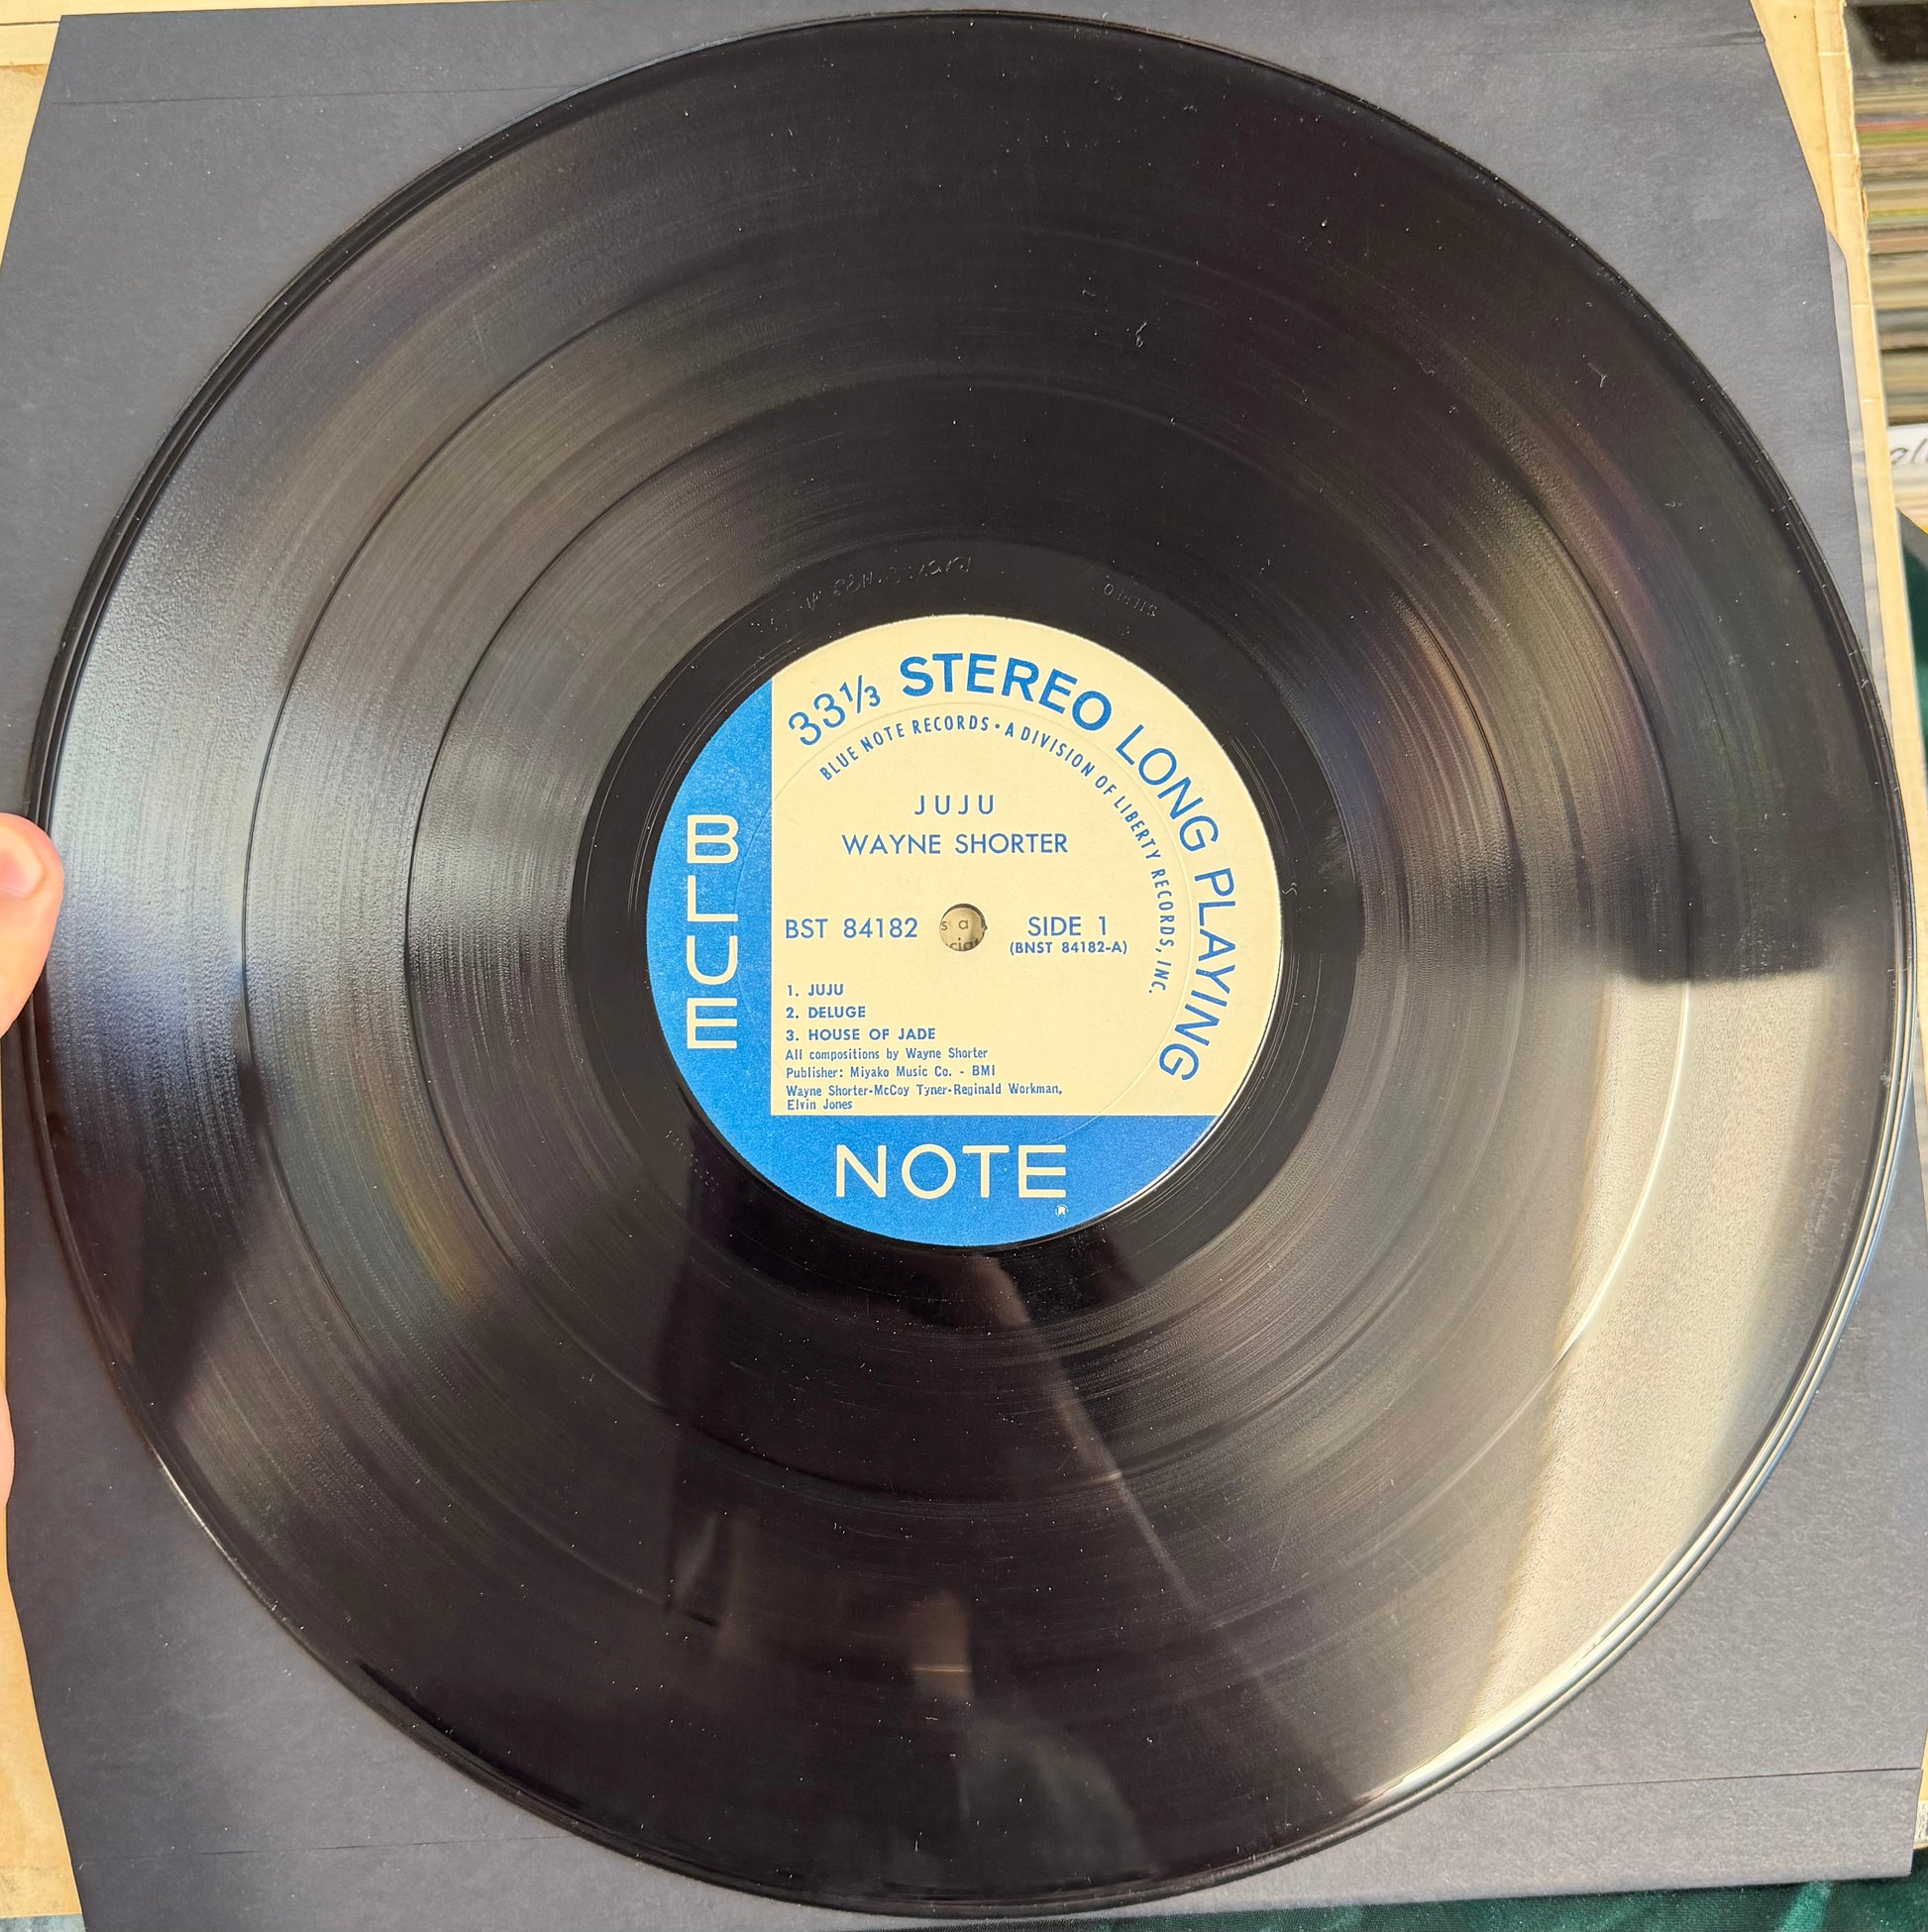 33⅓ STEREO LONG PLAYING
BLUE NOTE RECORDS • A DIVISION OF LIBERTY RECORDS, INC.
JUJU
WAYNE SHORTER
BST 84182
SIDE 1
(BNST 84182-A)
1. JUJU
2. DELUGE
3. HOUSE OF JADE
All compositions by Wayne Shorter
Publisher: Miyako Music Co. - BMI
Wayne Shorter-McCoy Tyner-Reginald Workman,
Elvin Jones
BLUE
NOTE
®
STEREO